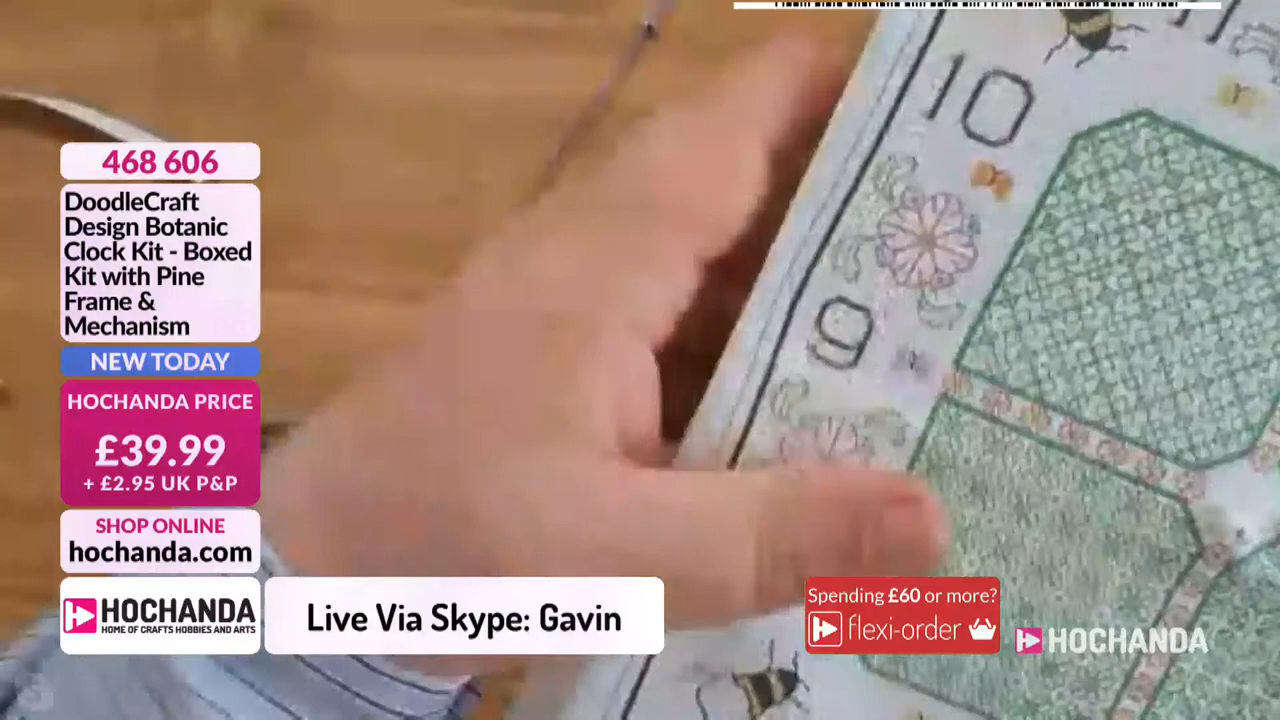 11
10
9
468 606
DoodleCraft
Design Botanic
Clock Kit - Boxed
Kit with Pine
Frame &
Mechanism
NEW TODAY
HOCHANDA PRICE
£39.99
+ £2.95 UK P&P
SHOP ONLINE
hochanda.com
HOCHANDA
HOME OF CRAFTS HOBBIES AND ARTS
Live Via Skype: Gavin
Spending £60 or more?
flexi-order
HOCHANDA